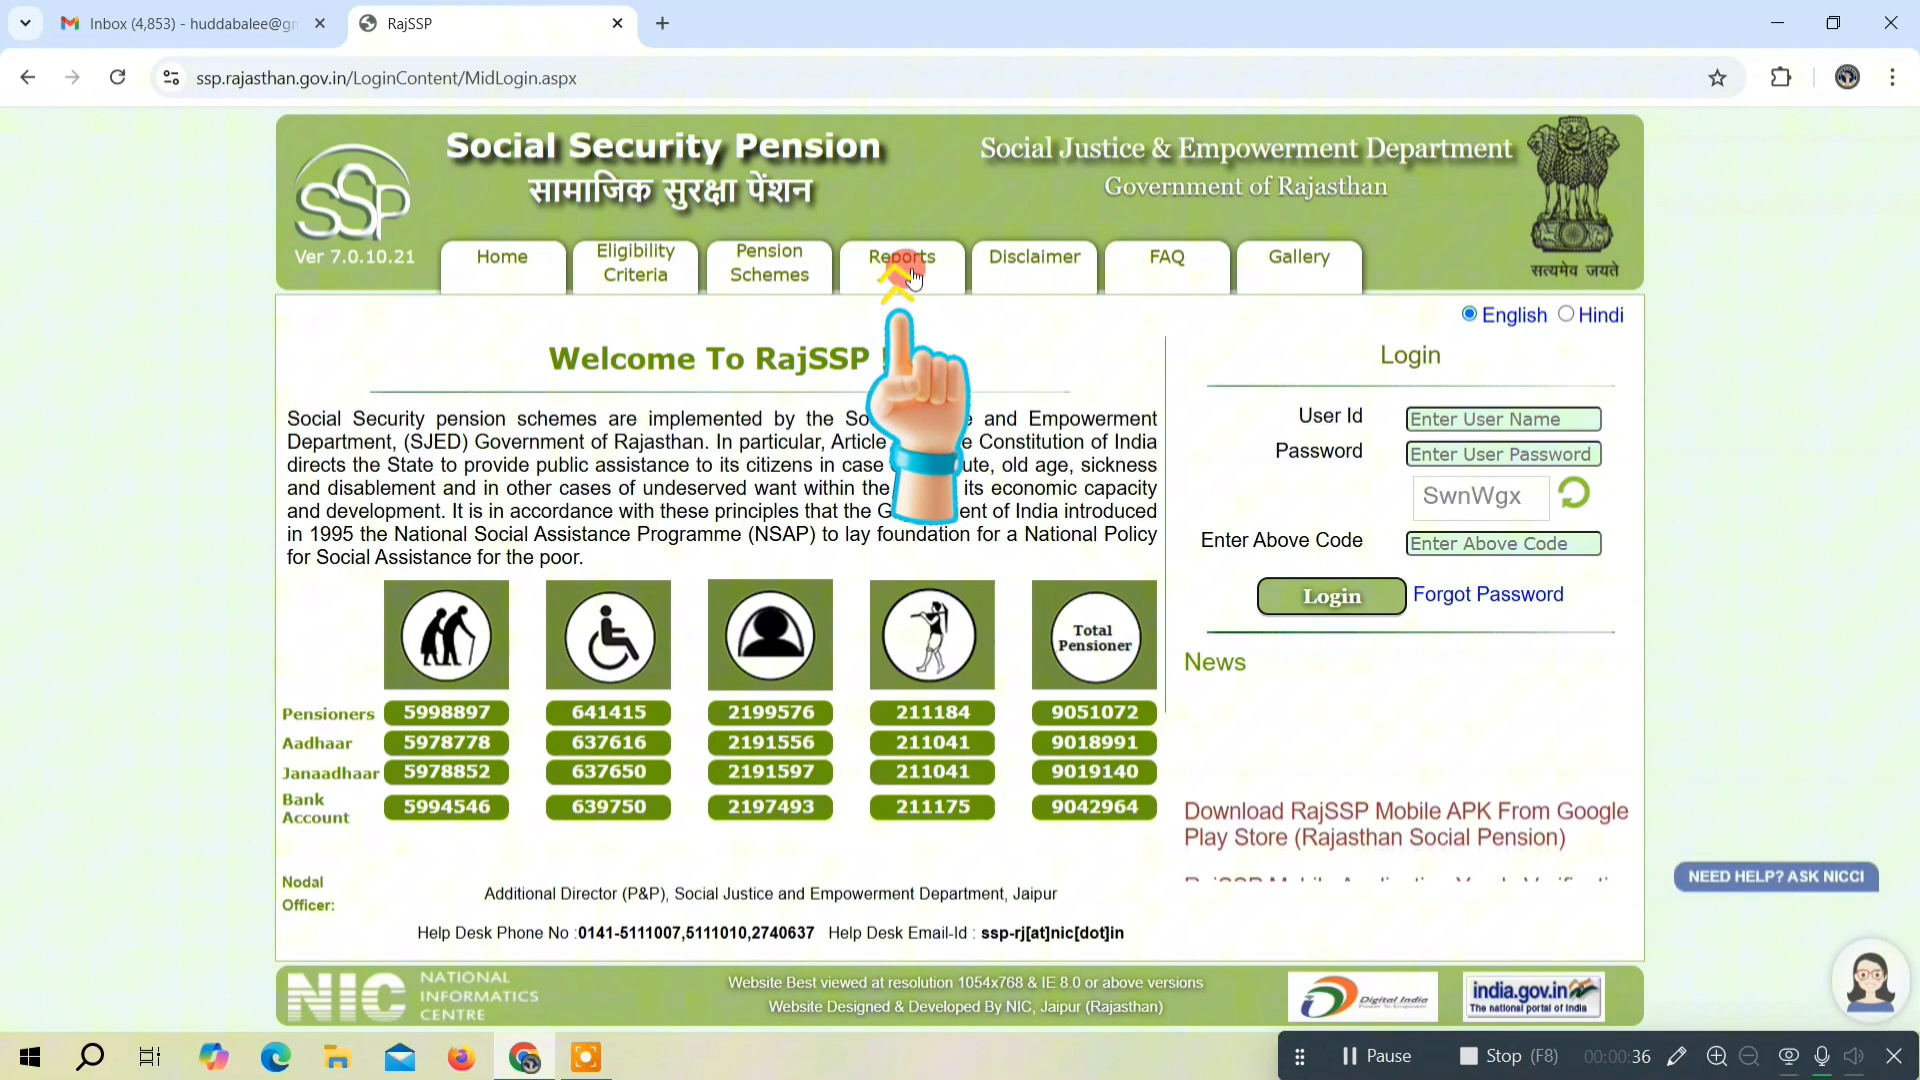 Inbox (4,853) - huddabalee@gm
RajSSP
ssp.rajasthan.gov.in/LoginContent/MidLogin.aspx
SSP
Ver 7.0.10.21
Social Security Pension
सामाजिक सुरक्षा पेंशन
Social Justice & Empowerment Department
Government of Rajasthan
सत्यमेव जयते
Home
Eligibility
Criteria
Pension
Schemes
Reports
Disclaimer
FAQ
Gallery
English Hindi
Welcome To RajSSP
Social Security pension schemes are implemented by the and Empowerment
Department, (SJED) Government of Rajasthan. In particular, Article Constitution of India
directs the State to provide public assistance to its citizens in case old age, sickness
and disablement and in other cases of undeserved want within the its economic capacity
and development. It is in accordance with these principles that the of India introduced
in 1995 the National Social Assistance Programme (NSAP) to lay foundation for a National Policy
for Social Assistance for the poor.
Login
User Id Enter User Name
Password Enter User Password
SwnWgx
Enter Above Code Enter Above Code
Login Forgot Password
News
Download RajSSP Mobile APK From Google
Play Store (Rajasthan Social Pension)
Total
Pensioner
Pensioners 5998897 641415 2199576 211184 9051072
Aadhaar 5978778 637616 2191556 211041 9018991
Janaadhaar 5978852 637650 2191597 211041 9019140
Bank
Account 5994546 639750 2197493 211175 9042964
Nodal
Officer:
Additional Director (P&P), Social Justice and Empowerment Department, Jaipur
Help Desk Phone No :0141-5111007,5111010,2740637 Help Desk Email-Id : ssp-rj[at]nic[dot]in
NEED HELP? ASK NICCI
NIC NATIONAL
INFORMATICS
CENTRE
Website Best viewed at resolution 1054x768 & IE 8.0 or above versions
Website Designed & Developed By NIC, Jaipur (Rajasthan)
Digital India
Power To Empower
india.gov.in
The national portal of India
Pause Stop (F8) 00:00:36